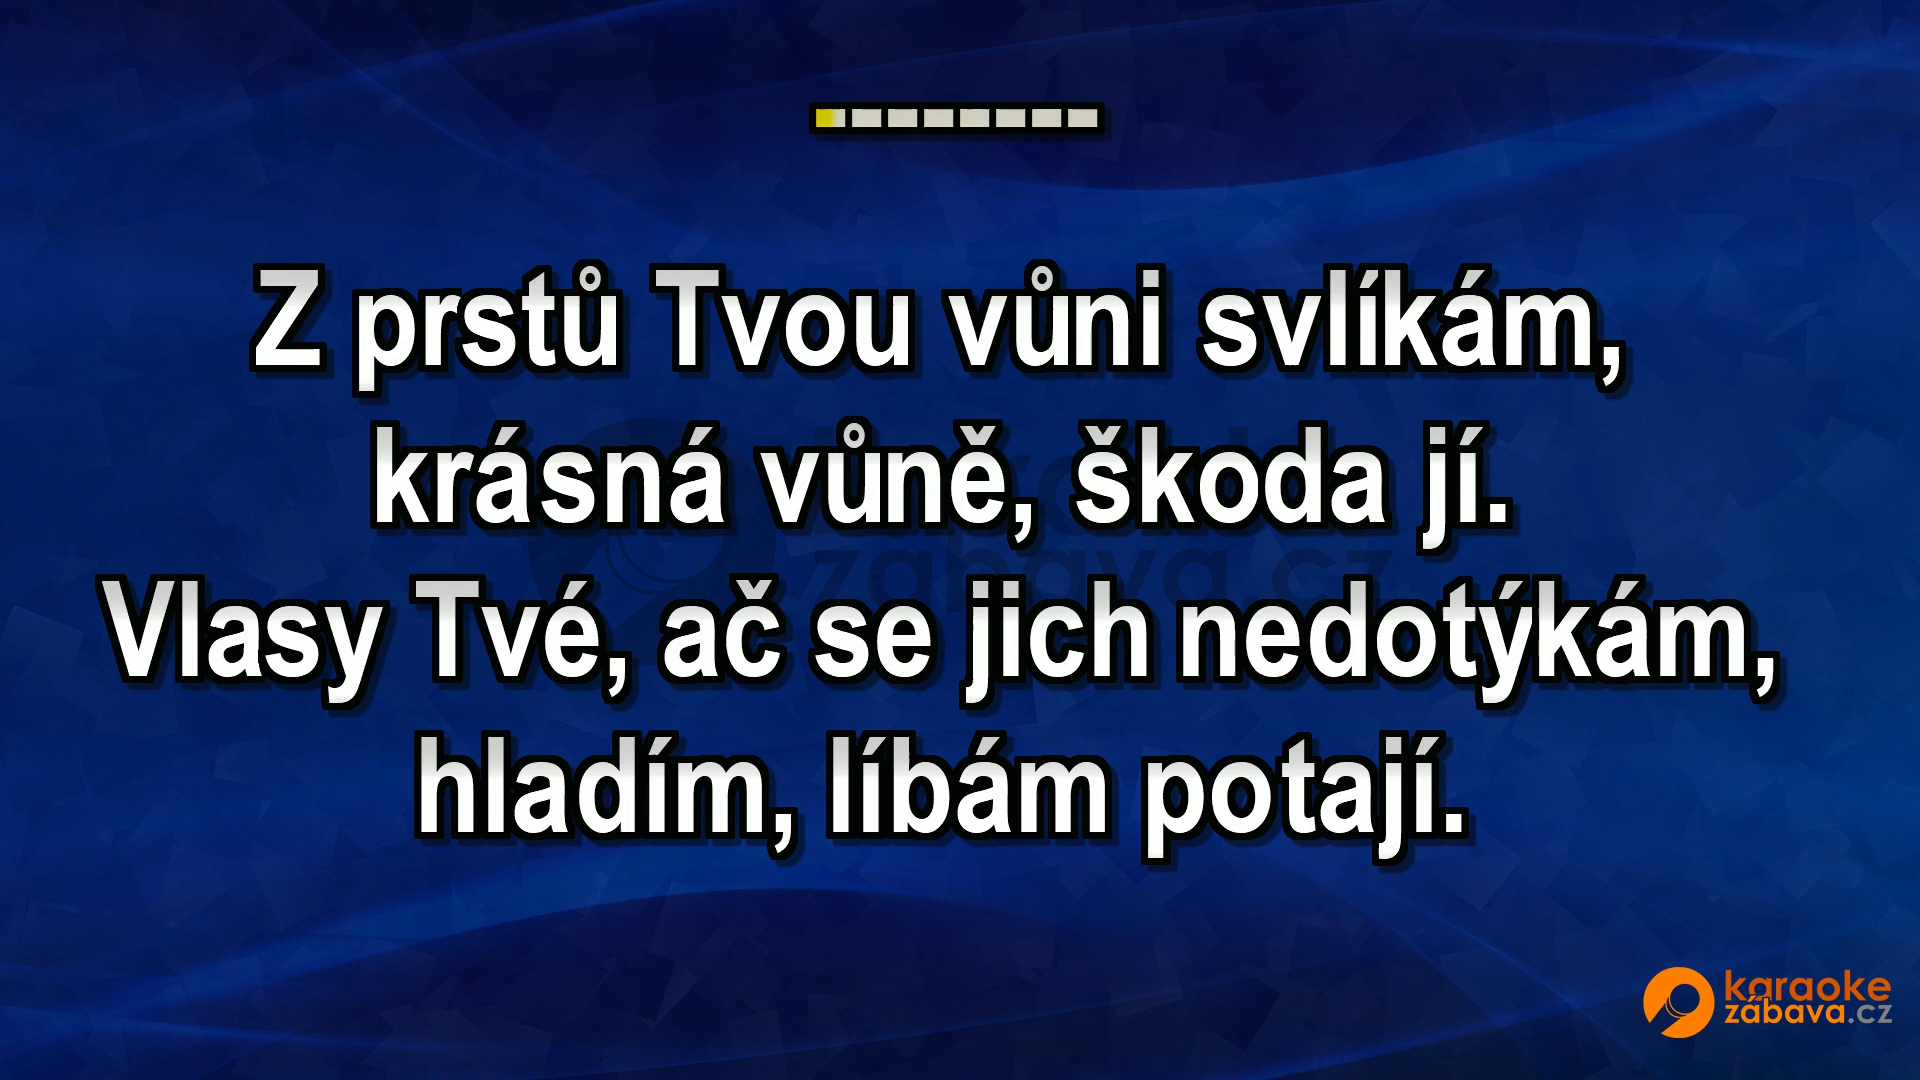 Z prstů Tvou vůni svlíkám,
krásná vůně, škoda jí.
Vlasy Tvé, ač se jich nedotýkám,
hladím, líbám potají.
karaoke
zábava.cz